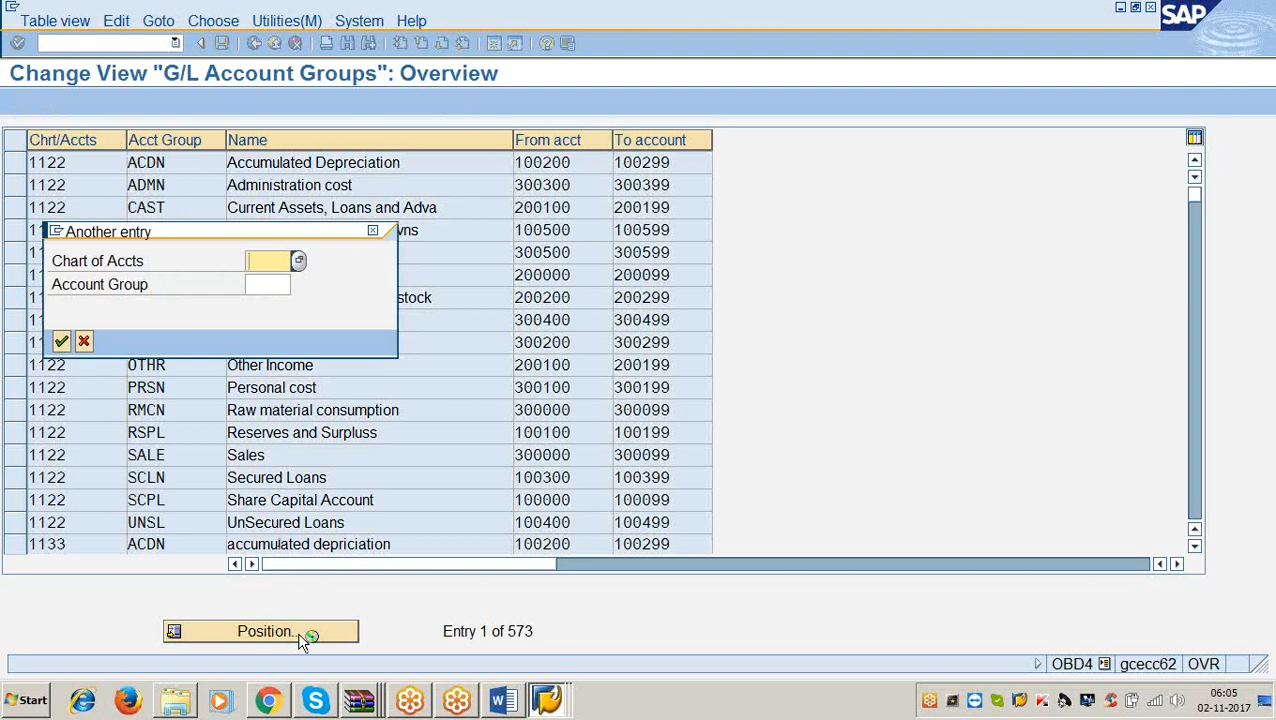 Table view Edit Goto Choose Utilities(M) System Help
SAP
Change View "G/L Account Groups": Overview
Chrt/Accts Acct Group Name From acct To account
1122 ACDN Accumulated Depreciation 100200 100299
1122 ADMN Administration cost 300300 300399
1122 CAST Current Assets, Loans and Adva 200100 200199
Another entry
100500 100599
Chart of Accts
300500 300599
Account Group
200000 200099
stock 200200 200299
300400 300499
300200 300299
1122 OTHR Other Income 200100 200199
1122 PRSN Personal cost 300100 300199
1122 RMCN Raw material consumption 300000 300099
1122 RSPL Reserves and Surpluss 100100 100199
1122 SALE Sales 300000 300099
1122 SCLN Secured Loans 100300 100399
1122 SCPL Share Capital Account 100000 100099
1122 UNSL UnSecured Loans 100400 100499
1133 ACDN accumulated depriciation 100200 100299
Position... Entry 1 of 573
OBD4 gcecc62 OVR
Start 06:05
02-11-2017